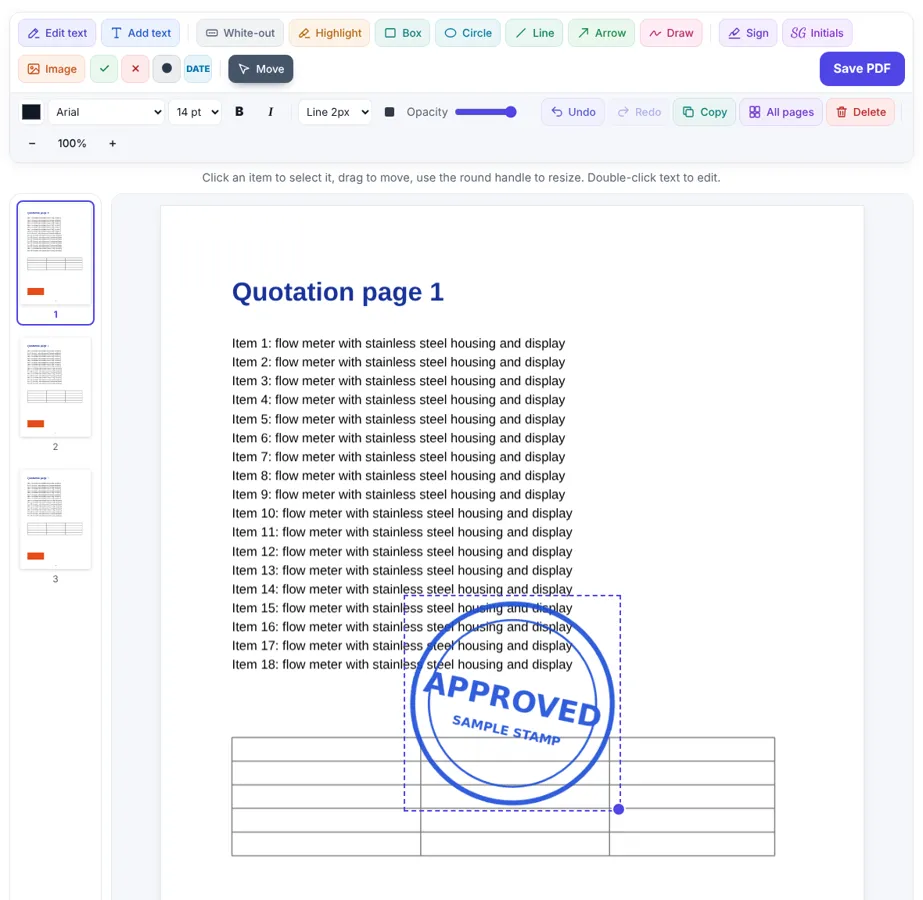 Edit text Add text White-out Highlight Box Circle Line Arrow Draw Sign SG Initials
Image ✓ ✕ DATE Move Save PDF
Arial 14 pt B I Line 2px Opacity Undo Redo Copy All pages Delete
− 100% +
Click an item to select it, drag to move, use the round handle to resize. Double-click text to edit.
1
2
3
Quotation page 1
Item 1: flow meter with stainless steel housing and display
Item 2: flow meter with stainless steel housing and display
Item 3: flow meter with stainless steel housing and display
Item 4: flow meter with stainless steel housing and display
Item 5: flow meter with stainless steel housing and display
Item 6: flow meter with stainless steel housing and display
Item 7: flow meter with stainless steel housing and display
Item 8: flow meter with stainless steel housing and display
Item 9: flow meter with stainless steel housing and display
Item 10: flow meter with stainless steel housing and display
Item 11: flow meter with stainless steel housing and display
Item 12: flow meter with stainless steel housing and display
Item 13: flow meter with stainless steel housing and display
Item 14: flow meter with stainless steel housing and display
Item 15: flow meter with stainless steel housing and display
Item 16: flow meter with stainless steel housing and display
Item 17: flow meter with stainless steel housing and display
Item 18: flow meter with stainless steel housing and display
APPROVED
SAMPLE STAMP